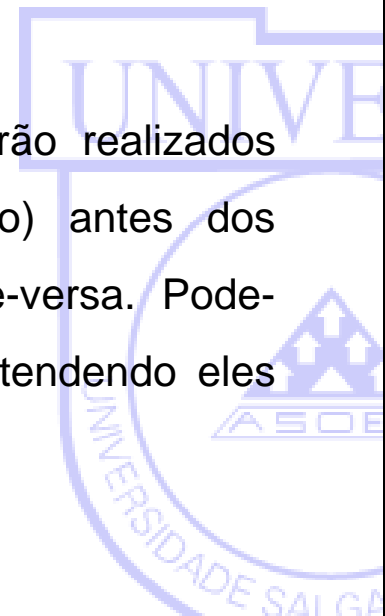 UNIVE
rão realizados
o) antes dos
e-versa. Pode-
tendendo eles
ASOE
UNIVERSIDADE SALGA